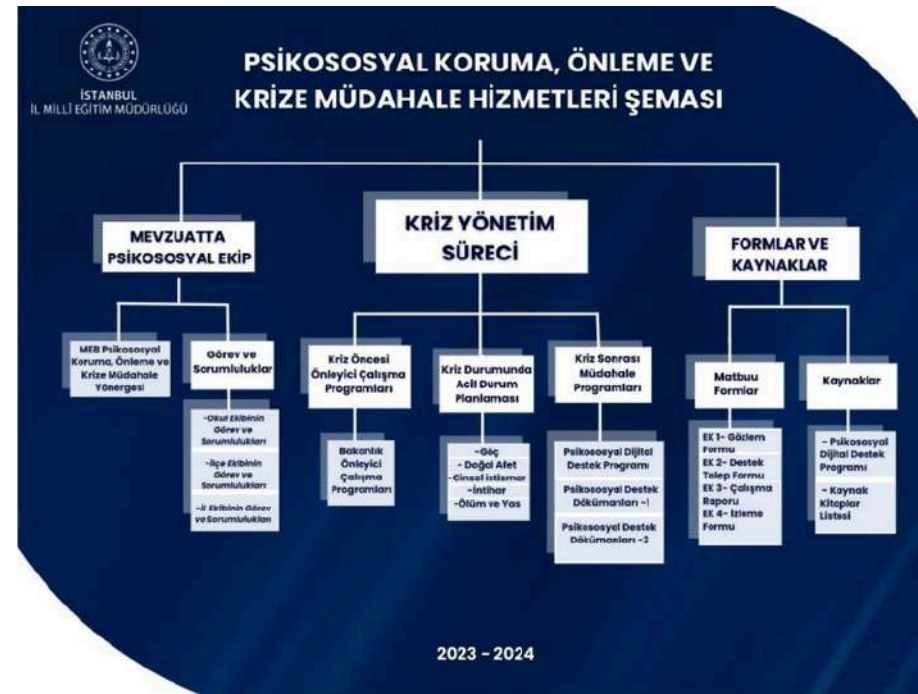 İSTANBUL
İL MİLLİ EĞİTİM MÜDÜRLÜĞÜ
PSİKOSOSYAL KORUMA, ÖNLEME VE
KRİZE MÜDAHALE HİZMETLERİ ŞEMASI
MEVZUATTA
PSİKOSOSYAL EKİP
MEB Psikososyal
Koruma, Önleme ve
Krize Müdahale
Yönergesi
Görev ve
Sorumluluklar
-Okul Ekibinin
Görev ve
Sorumlulukları
-İlçe Ekibinin
Görev ve
Sorumlulukları
-İl Ekibinin Görev
ve Sorumlulukları
KRİZ YÖNETİM
SÜRECİ
Kriz Öncesi
Önleyici Çalışma
Programları
Bakanlık
Önleyici
Çalışma
Programları
Kriz Durumunda
Acil Durum
Planlaması
-Göç
- Doğal Afet
-Cinsel İstismar
-İntihar
-Ölüm ve Yas
Kriz Sonrası
Müdahale
Programları
Psikososyal Dijital
Destek Programı
Psikososyal Destek
Dökümanları -1
Psikososyal Destek
Dökümanları -2
FORMLAR VE
KAYNAKLAR
Matbuu
Formlar
EK 1- Gözlem
Formu
EK 2- Destek
Talep Formu
EK 3- Çalışma
Raporu
EK 4- İzleme
Formu
Kaynaklar
- Psikososyal
Dijital Destek
Programı
- Kaynak
Kitaplar
Listesi
2023 - 2024